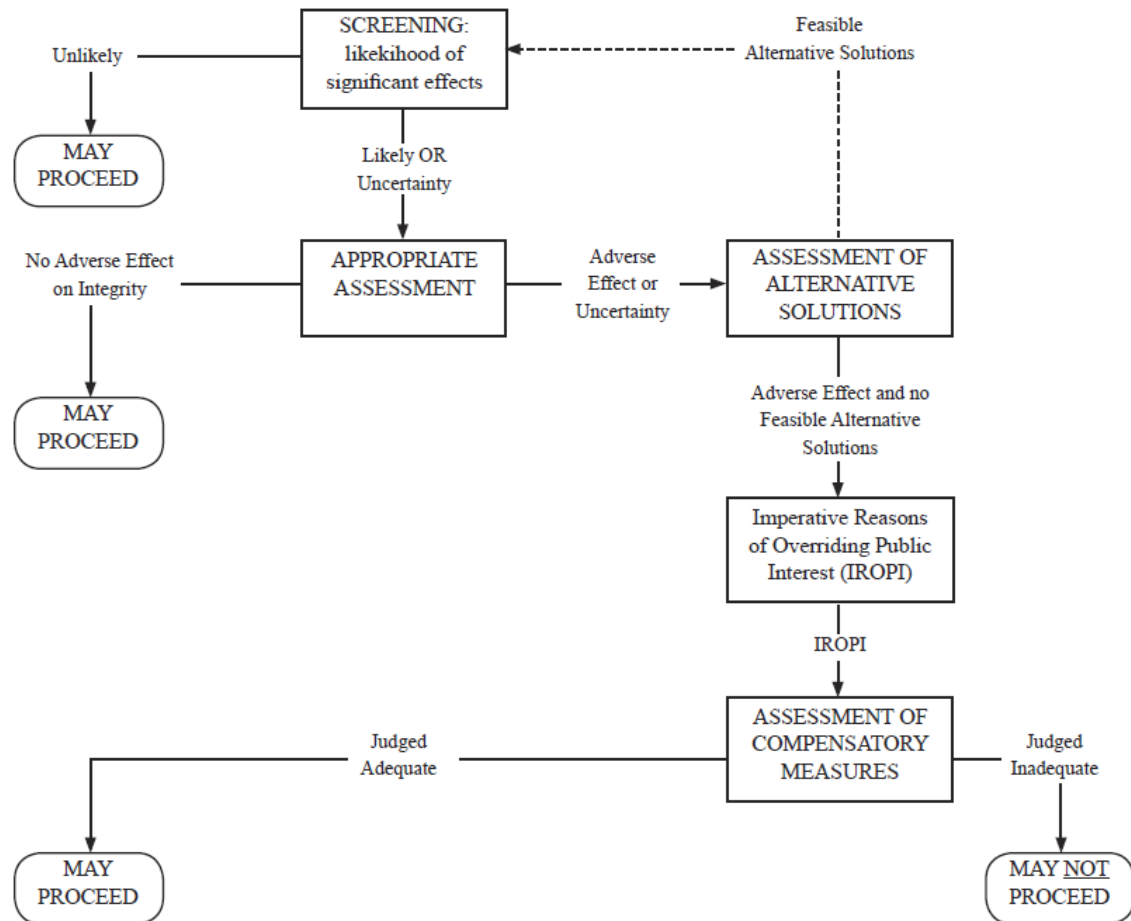 SCREENING:
likekihood of
significant effects
Feasible
Alternative Solutions
Unlikely
MAY
PROCEED
Likely OR
Uncertainty
No Adverse Effect
on Integrity
APPROPRIATE
ASSESSMENT
Adverse
Effect or
Uncertainty
ASSESSMENT OF
ALTERNATIVE
SOLUTIONS
MAY
PROCEED
Adverse Effect and no
Feasible Alternative
Solutions
Imperative Reasons
of Overriding Public
Interest (IROPI)
IROPI
ASSESSMENT OF
COMPENSATORY
MEASURES
Judged
Adequate
Judged
Inadequate
MAY
PROCEED
MAY NOT
PROCEED